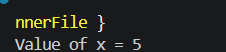 nnerFile }
Value of x = 5